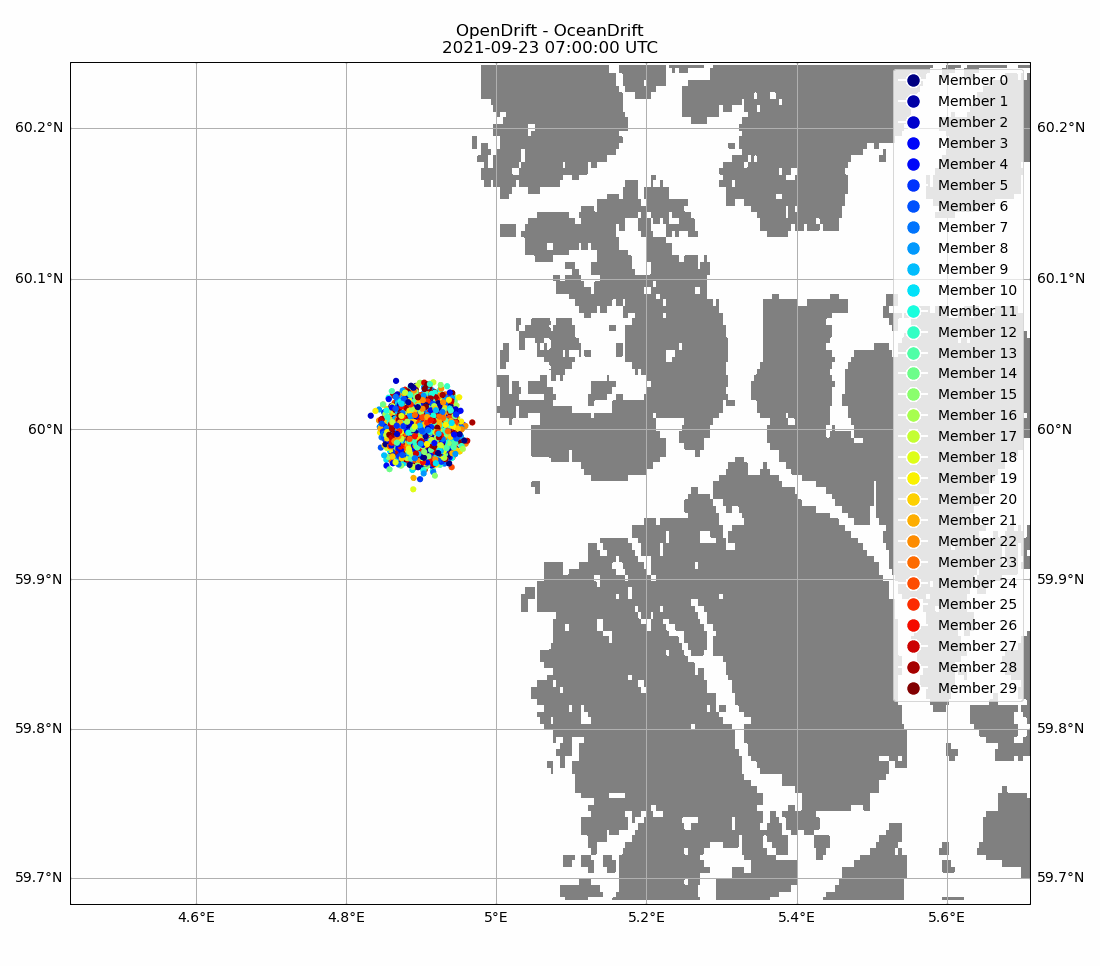 OpenDrift - OceanDrift
2021-09-23 07:00:00 UTC
Member 0
Member 1
Member 2
Member 3
Member 4
Member 5
Member 6
Member 7
Member 8
Member 9
Member 10
Member 11
Member 12
Member 13
Member 14
Member 15
Member 16
Member 17
Member 18
Member 19
Member 20
Member 21
Member 22
Member 23
Member 24
Member 25
Member 26
Member 27
Member 28
Member 29
60.2°N 60.2°N
60.1°N 60.1°N
60°N 60°N
59.9°N 59.9°N
59.8°N 59.8°N
59.7°N 59.7°N
4.6°E 4.8°E 5°E 5.2°E 5.4°E 5.6°E